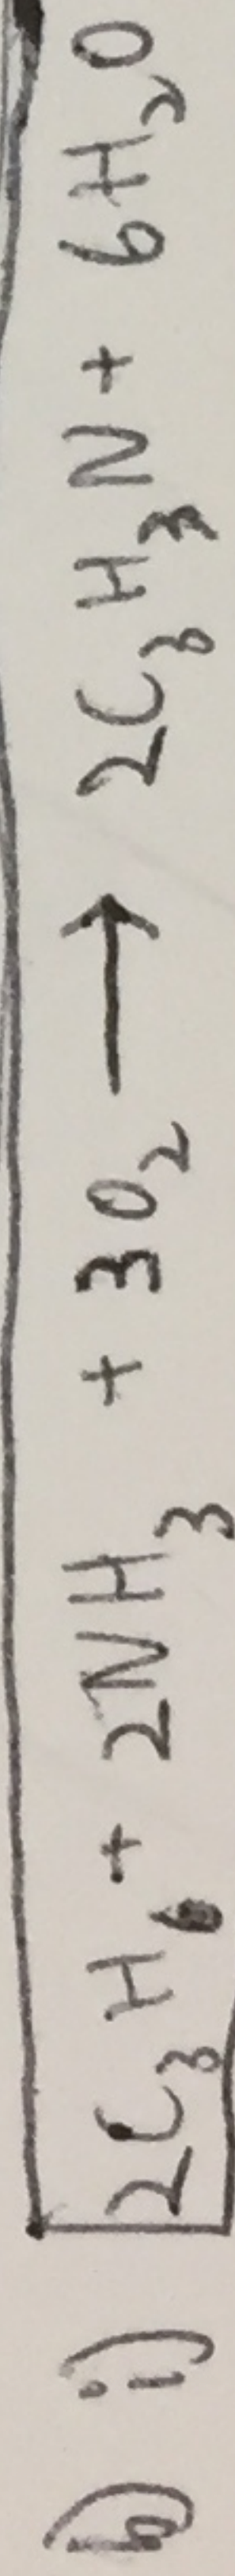 b) i) 2C₃H₆ + 2NH₃ + 3O₂ → 2C₃H₃N + 6H₂O